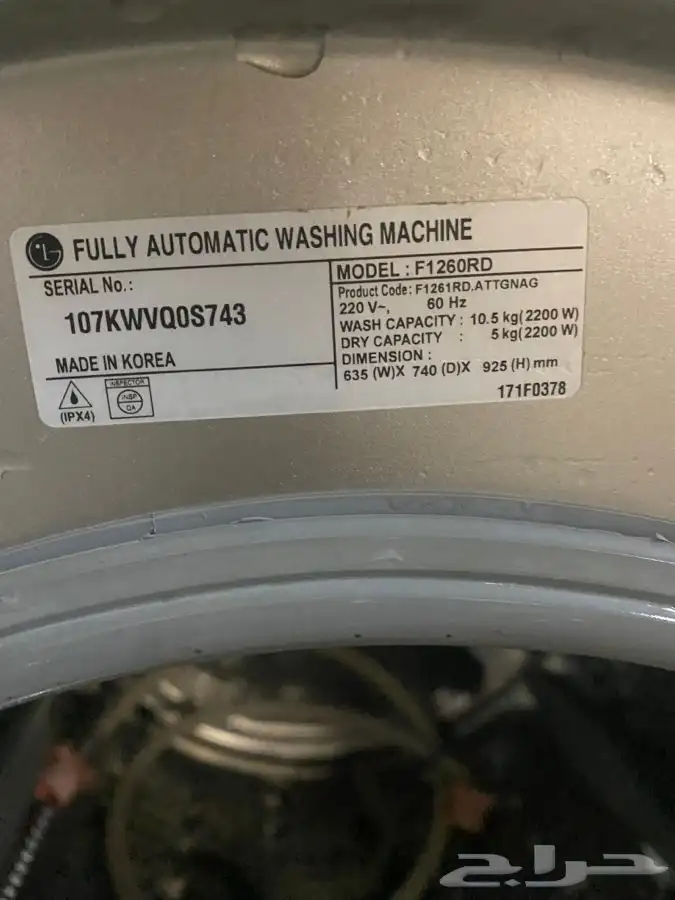 LG FULLY AUTOMATIC WASHING MACHINE
SERIAL No.:
107KWVQ0S743
MADE IN KOREA
(IPX4)
INSPECTOR
INSP
QA
MODEL : F1260RD
Product Code: F1261RD.ATTGNAG
220 V~, 60 Hz
WASH CAPACITY : 10.5 kg(2200 W)
DRY CAPACITY : 5 kg(2200 W)
DIMENSION :
635 (W)X 740 (D)X 925 (H) mm
171F0378
حراج